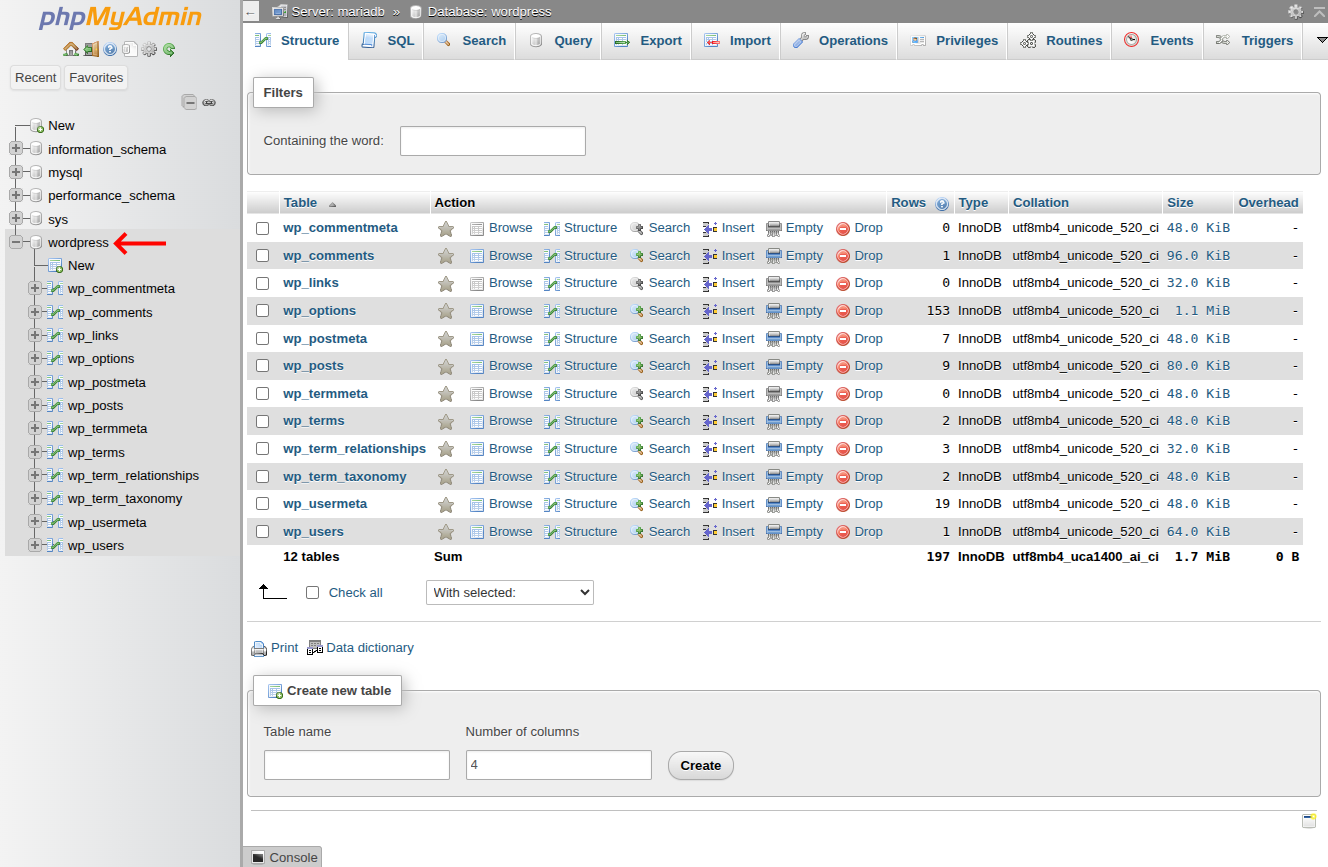 phpMyAdmin
Recent Favorites
New
information_schema
mysql
performance_schema
sys
wordpress
New
wp_commentmeta
wp_comments
wp_links
wp_options
wp_postmeta
wp_posts
wp_termmeta
wp_terms
wp_term_relationships
wp_term_taxonomy
wp_usermeta
wp_users
Server: mariadb » Database: wordpress
Structure SQL Search Query Export Import Operations Privileges Routines Events Triggers
Filters
Containing the word:
Table Action Rows Type Collation Size Overhead
wp_commentmeta Browse Structure Search Insert Empty Drop 0 InnoDB utf8mb4_unicode_520_ci 48.0 KiB -
wp_comments Browse Structure Search Insert Empty Drop 1 InnoDB utf8mb4_unicode_520_ci 96.0 KiB -
wp_links Browse Structure Search Insert Empty Drop 0 InnoDB utf8mb4_unicode_520_ci 32.0 KiB -
wp_options Browse Structure Search Insert Empty Drop 153 InnoDB utf8mb4_unicode_520_ci 1.1 MiB -
wp_postmeta Browse Structure Search Insert Empty Drop 7 InnoDB utf8mb4_unicode_520_ci 48.0 KiB -
wp_posts Browse Structure Search Insert Empty Drop 9 InnoDB utf8mb4_unicode_520_ci 80.0 KiB -
wp_termmeta Browse Structure Search Insert Empty Drop 0 InnoDB utf8mb4_unicode_520_ci 48.0 KiB -
wp_terms Browse Structure Search Insert Empty Drop 2 InnoDB utf8mb4_unicode_520_ci 48.0 KiB -
wp_term_relationships Browse Structure Search Insert Empty Drop 3 InnoDB utf8mb4_unicode_520_ci 32.0 KiB -
wp_term_taxonomy Browse Structure Search Insert Empty Drop 2 InnoDB utf8mb4_unicode_520_ci 48.0 KiB -
wp_usermeta Browse Structure Search Insert Empty Drop 19 InnoDB utf8mb4_unicode_520_ci 48.0 KiB -
wp_users Browse Structure Search Insert Empty Drop 1 InnoDB utf8mb4_unicode_520_ci 64.0 KiB -
12 tables Sum 197 InnoDB utf8mb4_uca1400_ai_ci 1.7 MiB 0 B
Check all With selected:
Print Data dictionary
Create new table
Table name Number of columns
4 Create
Console